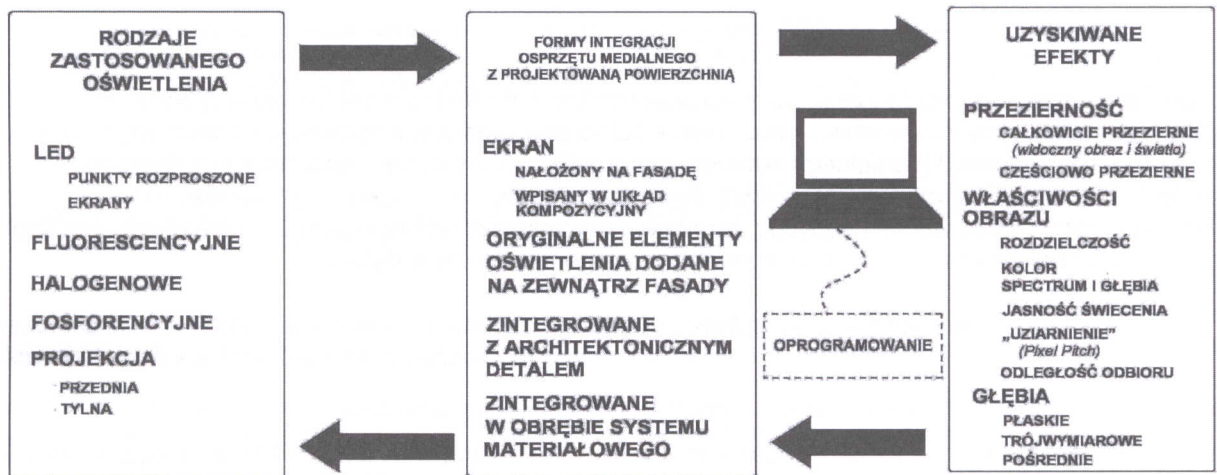 RODZAJE
ZASTOSOWANEGO
OŚWIETLENIA
LED
PUNKTY ROZPROSZONE
EKRANY
FLUORESCENCYJNE
HALOGENOWE
FOSFORENCYJNE
PROJEKCJA
PRZEDNIA
TYLNA
FORMY INTEGRACJI
OSPRZĘTU MEDIALNEGO
Z PROJEKTOWANĄ POWIERZCHNIĄ
EKRAN
NAŁOŻONY NA FASADĘ
WPISANY W UKŁAD
KOMPOZYCYJNY
ORYGINALNE ELEMENTY
OŚWIETLENIA DODANE
NA ZEWNĄTRZ FASADY
ZINTEGROWANE
Z ARCHITEKTONICZNYM
DETALEM
ZINTEGROWANE
W OBRĘBIE SYSTEMU
MATERIAŁOWEGO
OPROGRAMOWANIE
UZYSKIWANE
EFEKTY
PRZEZIERNOŚĆ
CAŁKOWICIE PRZEZIERNE
(widoczny obraz i światło)
CZĘŚCIOWO PRZEZIERNE
WŁAŚCIWOŚCI
OBRAZU
ROZDZIELCZOŚĆ
KOLOR
SPECTRUM I GŁĘBIA
JASNOŚĆ ŚWIECENIA
„UZIARNIENIE”
(Pixel Pitch)
ODLEGŁOŚĆ ODBIORU
GŁĘBIA
PŁASKIE
TRÓJWYMIAROWE
POŚREDNIE